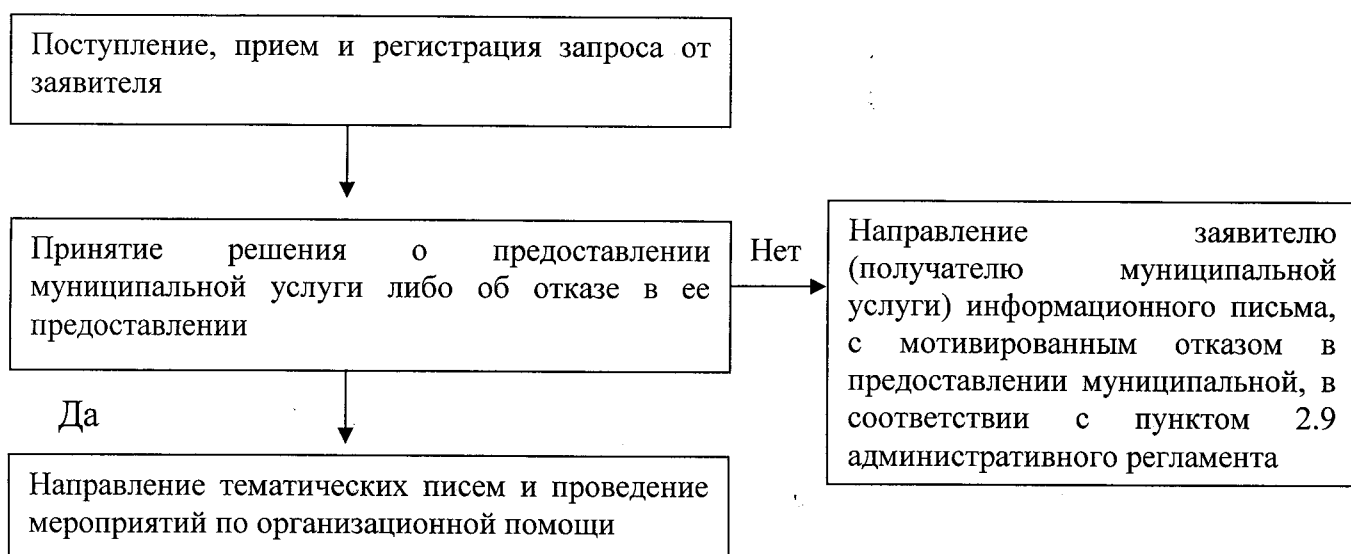 Поступление, прием и регистрация запроса от
заявителя
Принятие решения о предоставлении
муниципальной услуги либо об отказе в ее
предоставлении
Нет
Направление заявителю
(получателю муниципальной
услуги) информационного письма,
с мотивированным отказом в
предоставлении муниципальной, в
соответствии с пунктом 2.9
административного регламента
Да
Направление тематических писем и проведение
мероприятий по организационной помощи